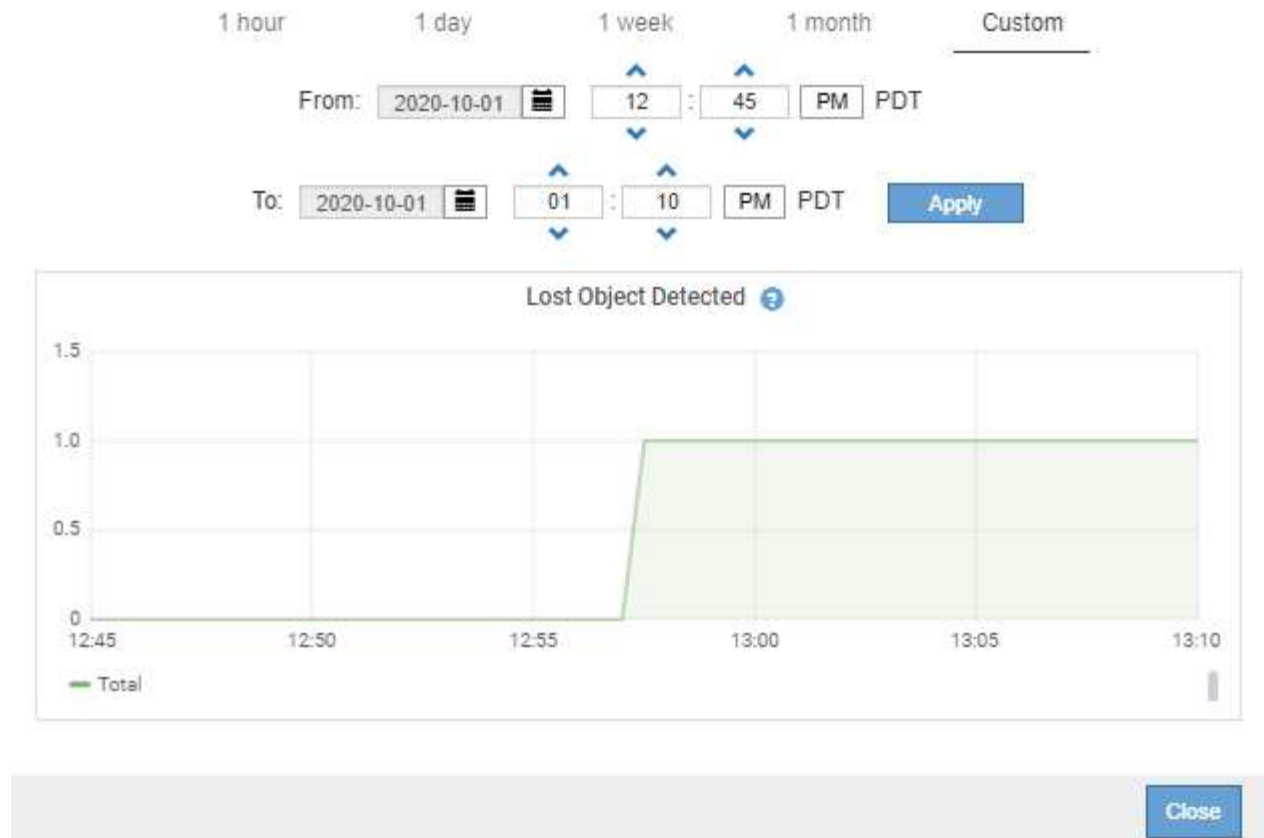 1 hour 1 day 1 week 1 month Custom
From: 2020-10-01 12 : 45 PM PDT
To: 2020-10-01 01 : 10 PM PDT Apply
Lost Object Detected ?
1.5
1.0
0.5
0
12:45 12:50 12:55 13:00 13:05 13:10
Total
Close